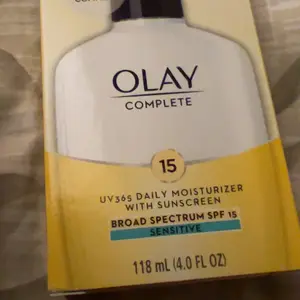 OLAY
COMPLETE
15
UV365 DAILY MOISTURIZER
WITH SUNSCREEN
BROAD SPECTRUM SPF 15
SENSITIVE
118 mL (4.0 FL OZ)